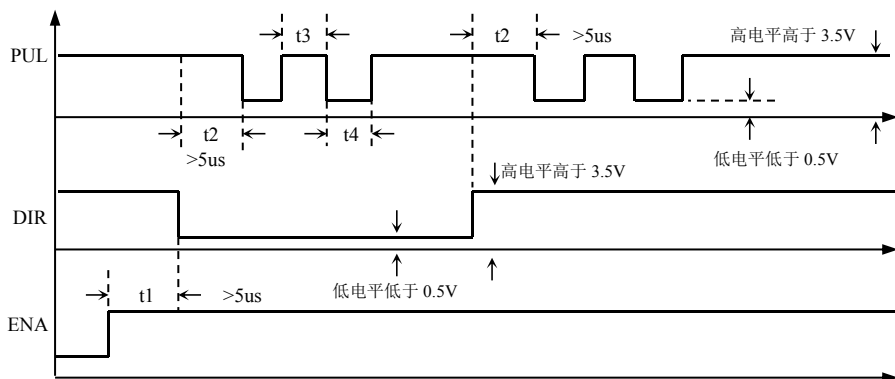 t3
t2
>5us
高电平高于 3.5V
PUL
t2
t4
>5us
低电平低于 0.5V
高电平高于 3.5V
DIR
t1
>5us
低电平低于 0.5V
ENA